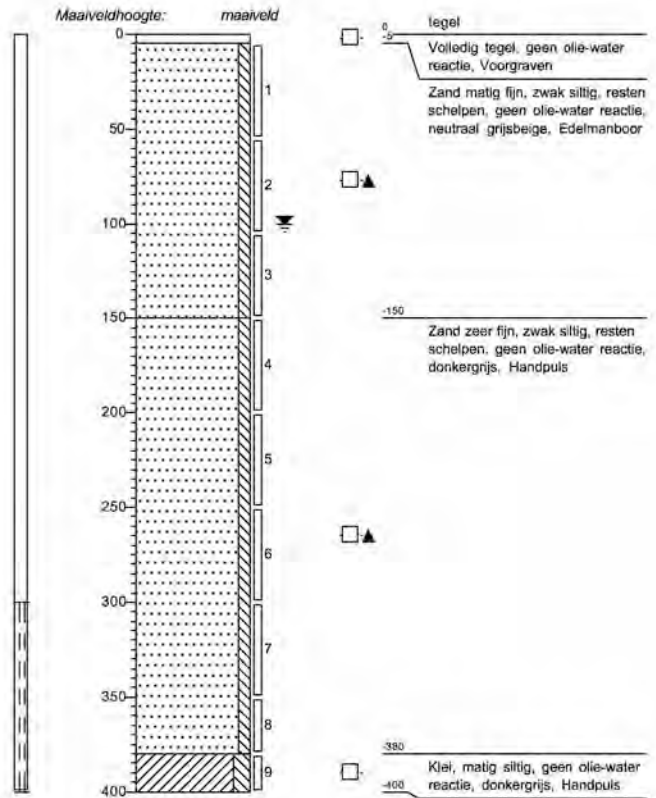 Maaiveldhoogte: maaiveld
0
50
100
150
200
250
300
350
400
1
2
3
4
5
6
7
8
9
0
tegel
-5
Volledig tegel, geen olie-water
reactie, Voorgraven
Zand matig fijn, zwak siltig, resten
schelpen, geen olie-water reactie,
neutraal grijsbeige, Edelmanboor
-150
Zand zeer fijn, zwak siltig, resten
schelpen, geen olie-water reactie,
donkergrijs, Handpuls
-380
Klei, matig siltig, geen olie-water
reactie, donkergrijs, Handpuls
-400